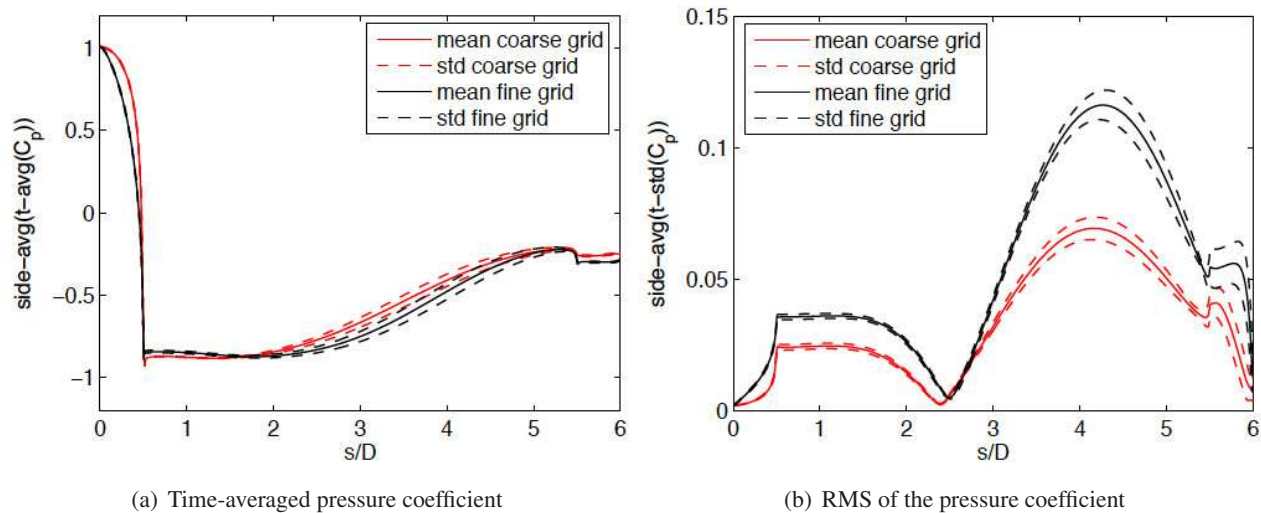 1
0.5
0
−0.5
−1
0
1
2
3
4
5
6
s/D
side−avg(t−avg(C_p))
mean coarse grid
std coarse grid
mean fine grid
std fine grid
(a) Time-averaged pressure coefficient
0.15
0.1
0.05
0
0
1
2
3
4
5
6
s/D
side−avg(t−std(C_p))
mean coarse grid
std coarse grid
mean fine grid
std fine grid
(b) RMS of the pressure coefficient